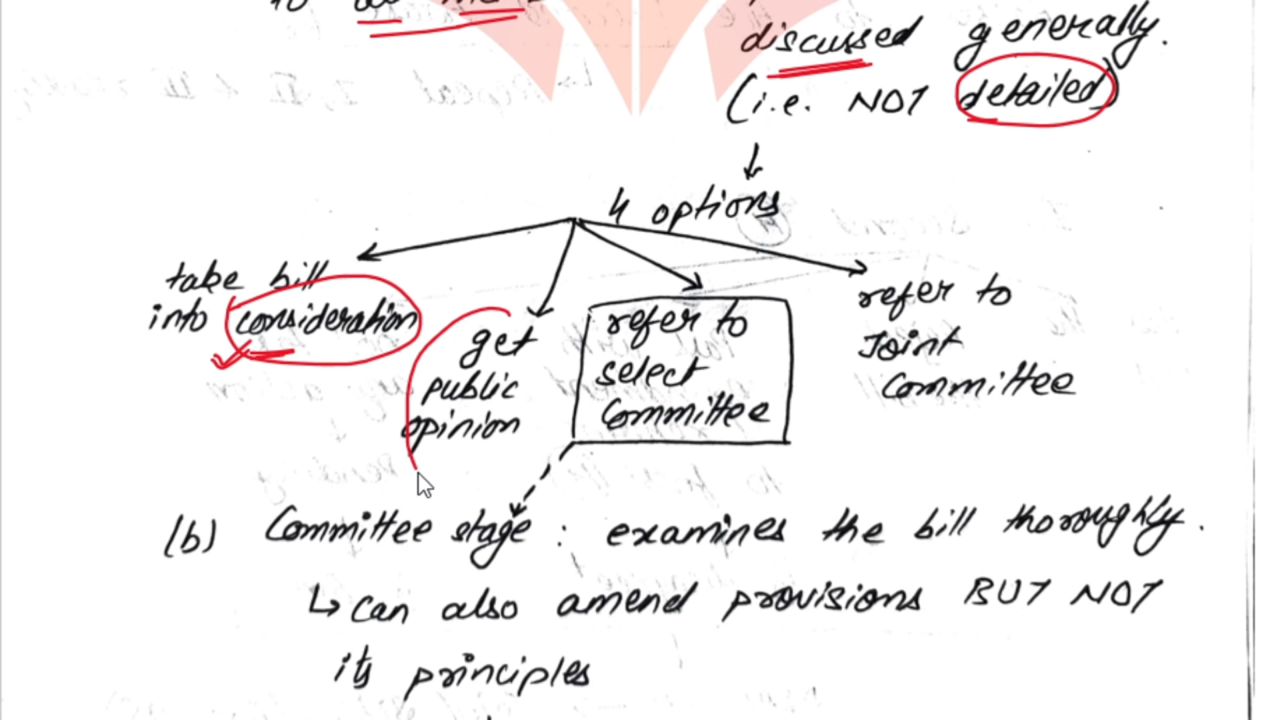 discussed generally.
(i.e. NOT detailed)
4 options
take bill
into consideration
get
public
opinion
refer to
select
Committee
refer to
Joint
Committee
(b) Committee stage : examines the bill thoroughly.
↳ can also amend provisions BUT NOT
its principles